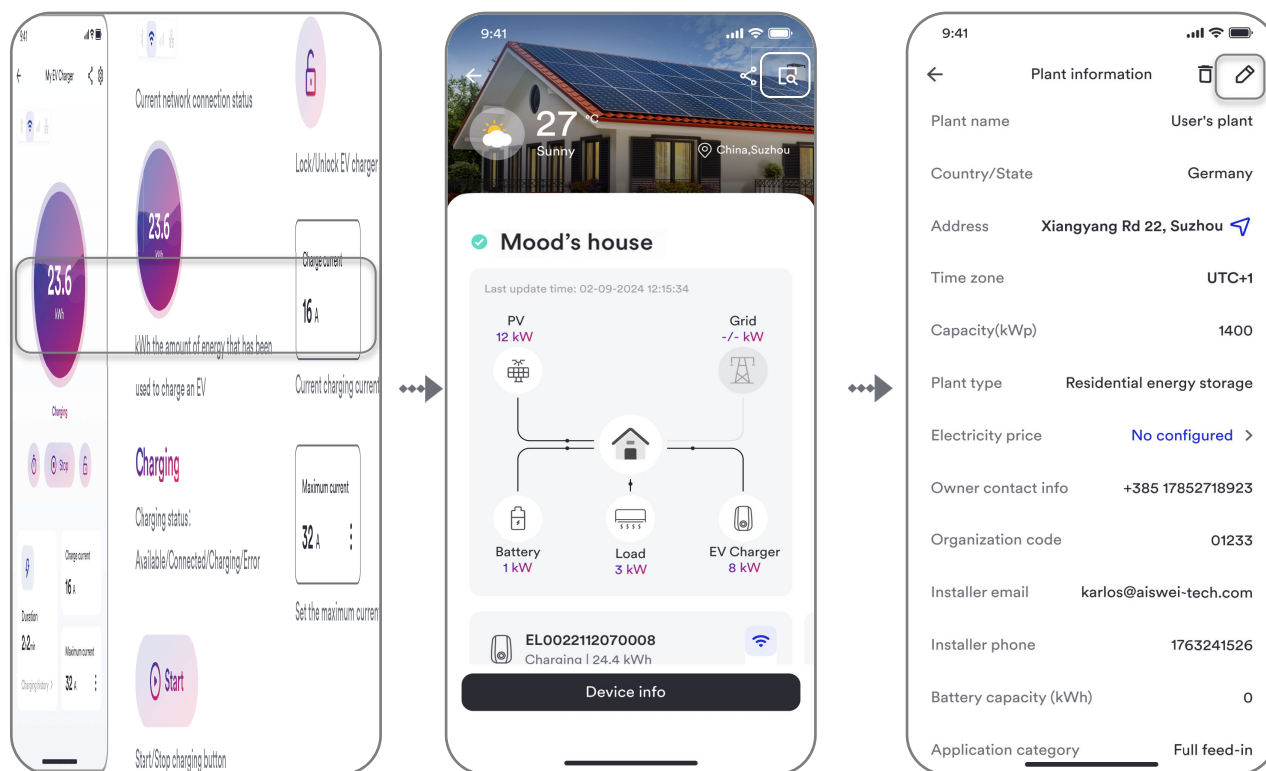 9:41
My EV Charger
23.6
kWh
Charging
Stop
Duration
2.2min
Charging history >
Charge current
16 A
Maximum current
32 A
Current network connection status
23.6
kWh
kWh the amount of energy that has been
used to charge an EV
Charging
Charging status:
Available/Connected/Charging/Error
Start
Start/Stop charging button
Lock/Unlock EV charger
Charge current
16 A
Current charging current
Maximum current
32 A
Set the maximum current
9:41
27 °C
Sunny
China,Suzhou
Mood's house
Last update time: 02-09-2024 12:15:34
PV
12 kW
Grid
-/- kW
Battery
1 kW
Load
3 kW
EV Charger
8 kW
EL0022112070008
Charging | 24.4 kWh
Device info
9:41
Plant information
Plant name User's plant
Country/State Germany
Address Xiangyang Rd 22, Suzhou
Time zone UTC+1
Capacity(kWp) 1400
Plant type Residential energy storage
Electricity price No configured >
Owner contact info +385 17852718923
Organization code 01233
Installer email karlos@aiswei-tech.com
Installer phone 1763241526
Battery capacity (kWh) 0
Application category Full feed-in